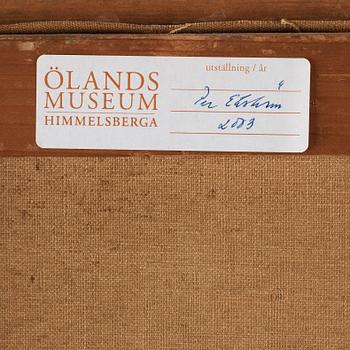 ÖLANDS
MUSEUM
HIMMELSBERGA
utställning / år
Per Ekström
2003